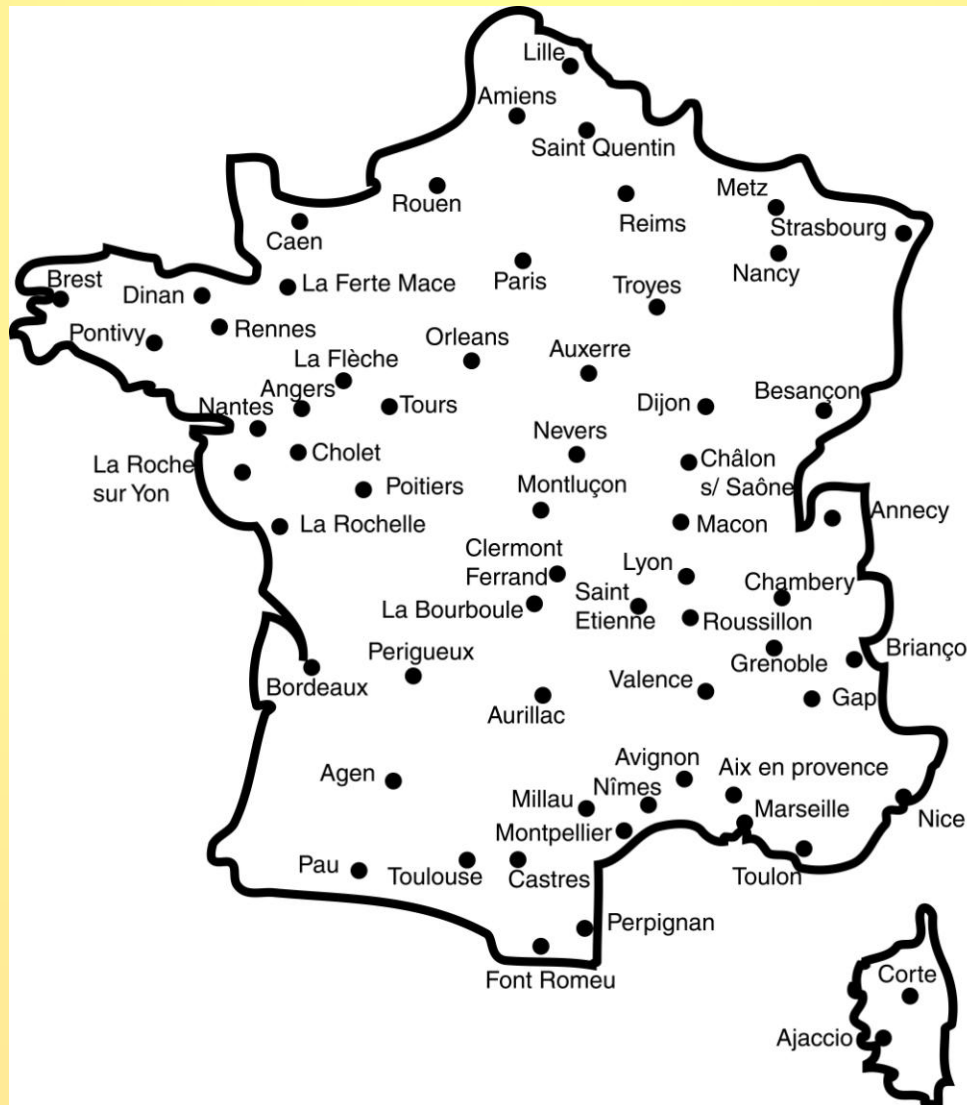 Lille
Amiens
Saint Quentin
Metz
Rouen
Reims
Strasbourg
Caen
Nancy
Brest
Dinan
La Ferte Mace
Paris
Troyes
Pontivy
Rennes
Orleans
La Flèche
Auxerre
Angers
Nantes
Tours
Dijon
Besançon
Nevers
Cholet
La Roche
sur Yon
Poitiers
Montluçon
Châlon
s/ Saône
Annecy
La Rochelle
Macon
Clermont
Ferrand
Lyon
Chambery
La Bourboule
Saint
Etienne
Roussillon
Perigueux
Grenoble
Briançо
Bordeaux
Valence
Gap
Aurillac
Avignon
Aix en provence
Agen
Nîmes
Millau
Marseille
Nice
Montpellier
Pau
Toulouse
Castres
Toulon
Perpignan
Font Romeu
Corte
Ajaccio